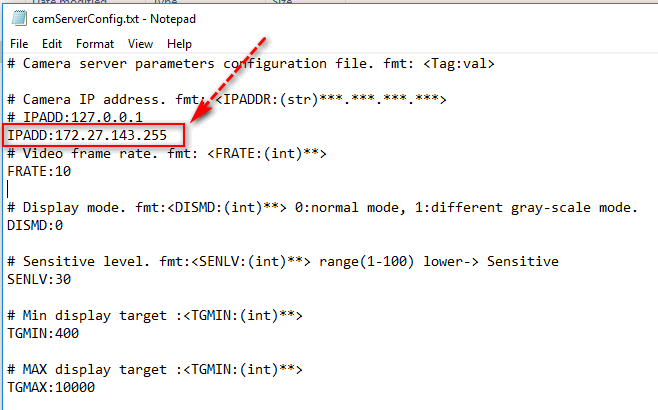 Date modified Type Size
camServerConfig.txt - Notepad
File Edit Format View Help
# Camera server parameters configuration file. fmt: <Tag:val>
# Camera IP address. fmt: <IPADDR:(str)***.***.***.***>
# IPADD:127.0.0.1
IPADD:172.27.143.255
# Video frame rate. fmt: <FRATE:(int)**>
FRATE:10
# Display mode. fmt:<DISMD:(int)**> 0:normal mode, 1:different gray-scale mode.
DISMD:0
# Sensitive level. fmt:<SENLV:(int)**> range(1-100) lower-> Sensitive
SENLV:30
# Min display target :<TGMIN:(int)**>
TGMIN:400
# MAX display target :<TGMIN:(int)**>
TGMAX:10000